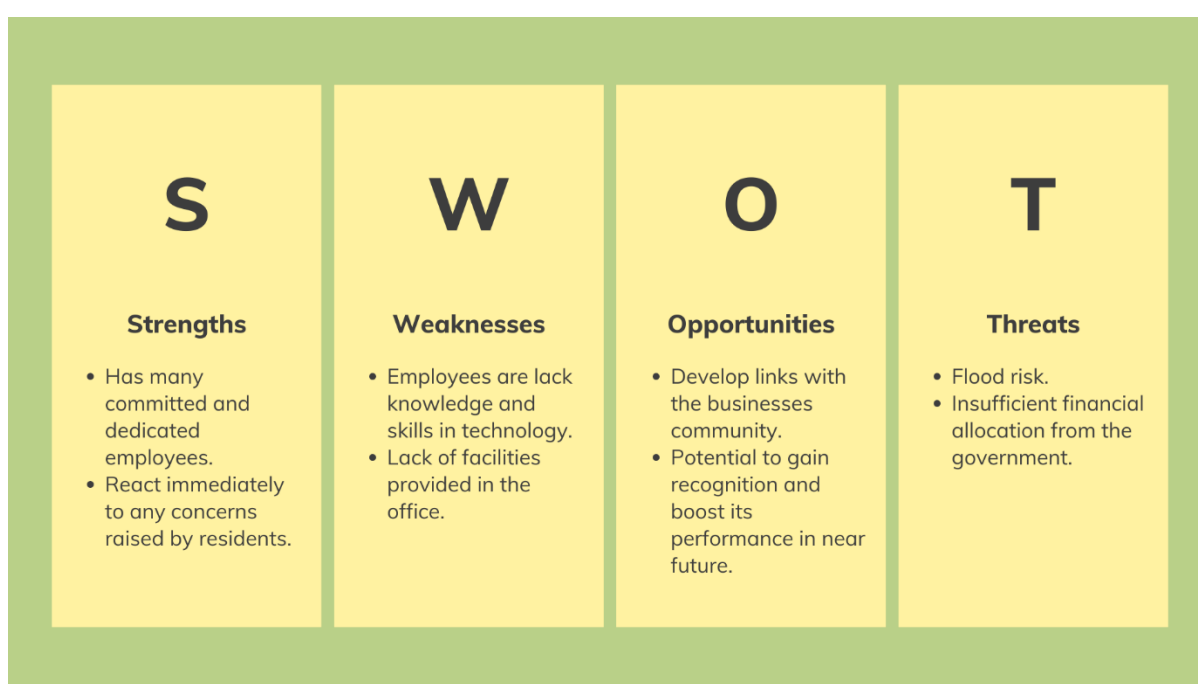 S
Strengths
• Has many
committed and
dedicated
employees.
• React immediately
to any concerns
raised by residents.
W
Weaknesses
• Employees are lack
knowledge and
skills in technology.
• Lack of facilities
provided in the
office.
O
Opportunities
• Develop links with
the businesses
community.
• Potential to gain
recognition and
boost its
performance in near
future.
T
Threats
• Flood risk.
• Insufficient financial
allocation from the
government.